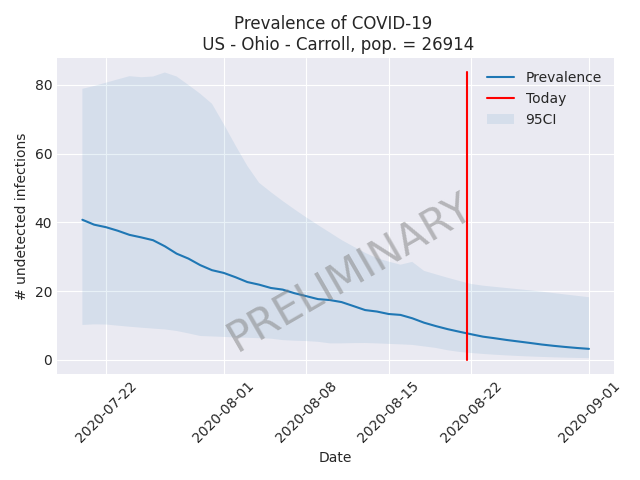 Prevalence of COVID-19
US - Ohio - Carroll, pop. = 26914
Prevalence
Today
95CI
# undetected infections
80
60
40
20
0
PRELIMINARY
2020-07-22
2020-08-01
2020-08-08
2020-08-15
2020-08-22
2020-09-01
Date